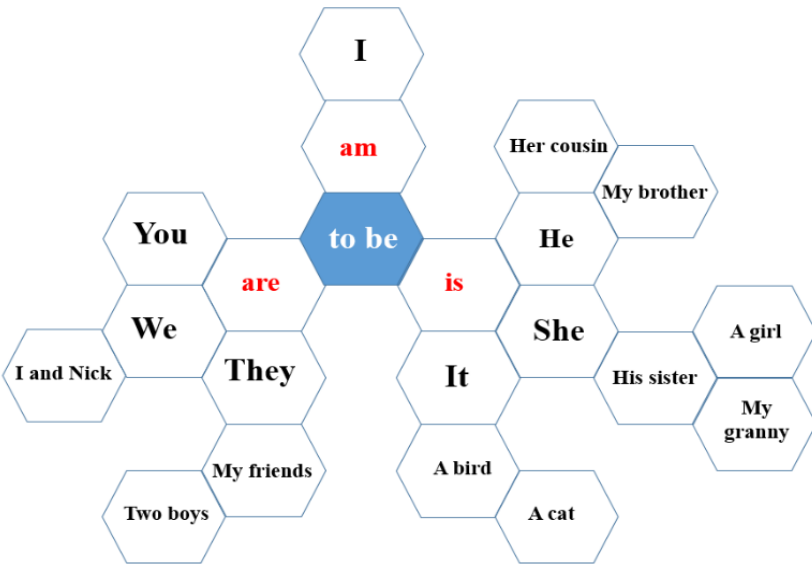 I
am
Her cousin
My brother
You
to be
He
are
is
We
She
A girl
I and Nick
They
It
His sister
My
granny
My friends
A bird
Two boys
A cat